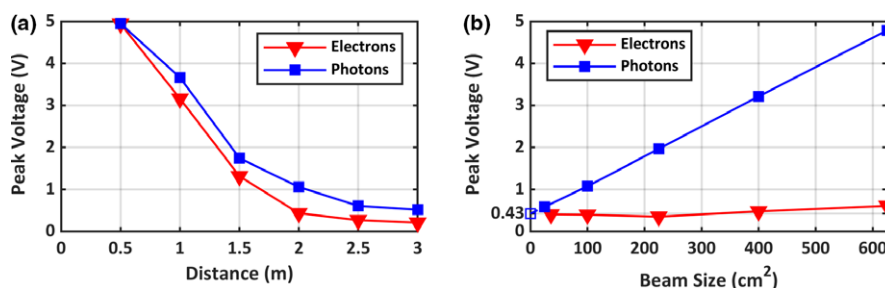 (a)
Peak Voltage (V)
5
4
3
2
1
0
0 0.5 1 1.5 2 2.5 3
Distance (m)
Electrons
Photons
(b)
Peak Voltage (V)
5
4
3
2
1
0.43
0
0 100 200 300 400 500 600
Beam Size (cm²)
Electrons
Photons